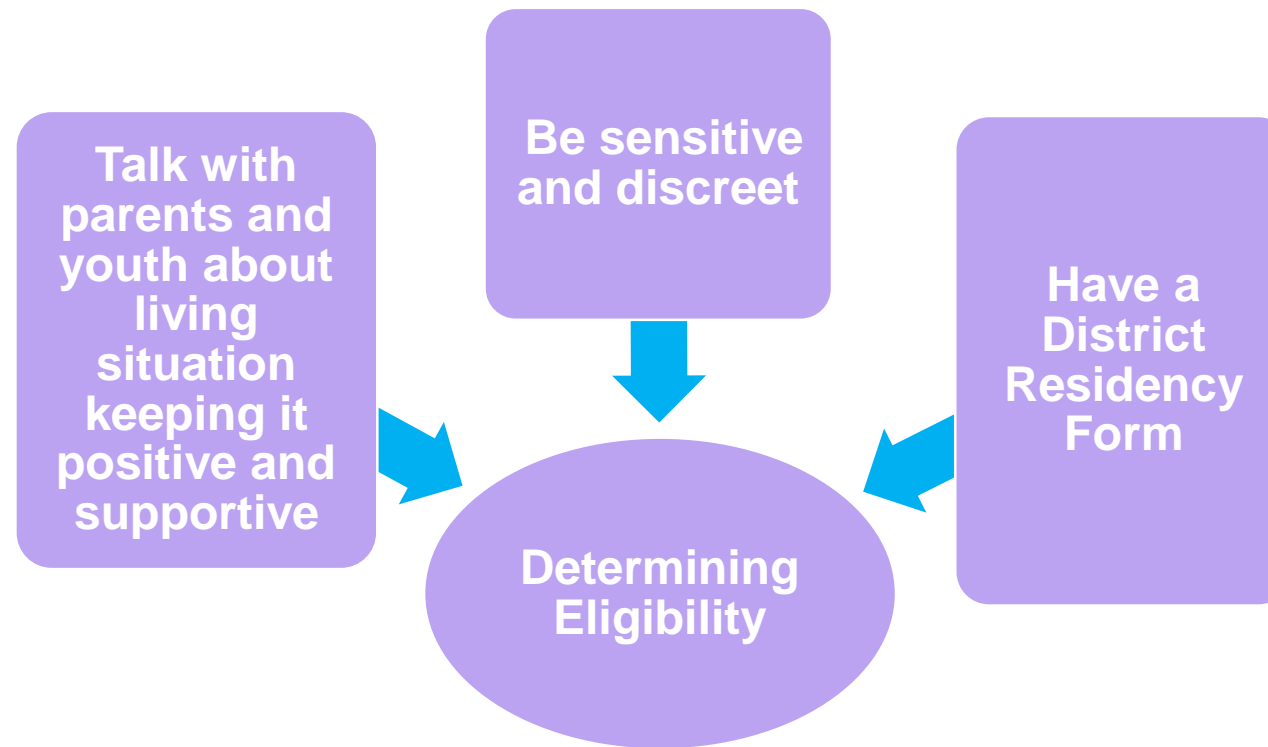 Talk with
parents and
youth about
living
situation
keeping it
positive and
supportive
Be sensitive
and discreet
Have a
District
Residency
Form
Determining
Eligibility